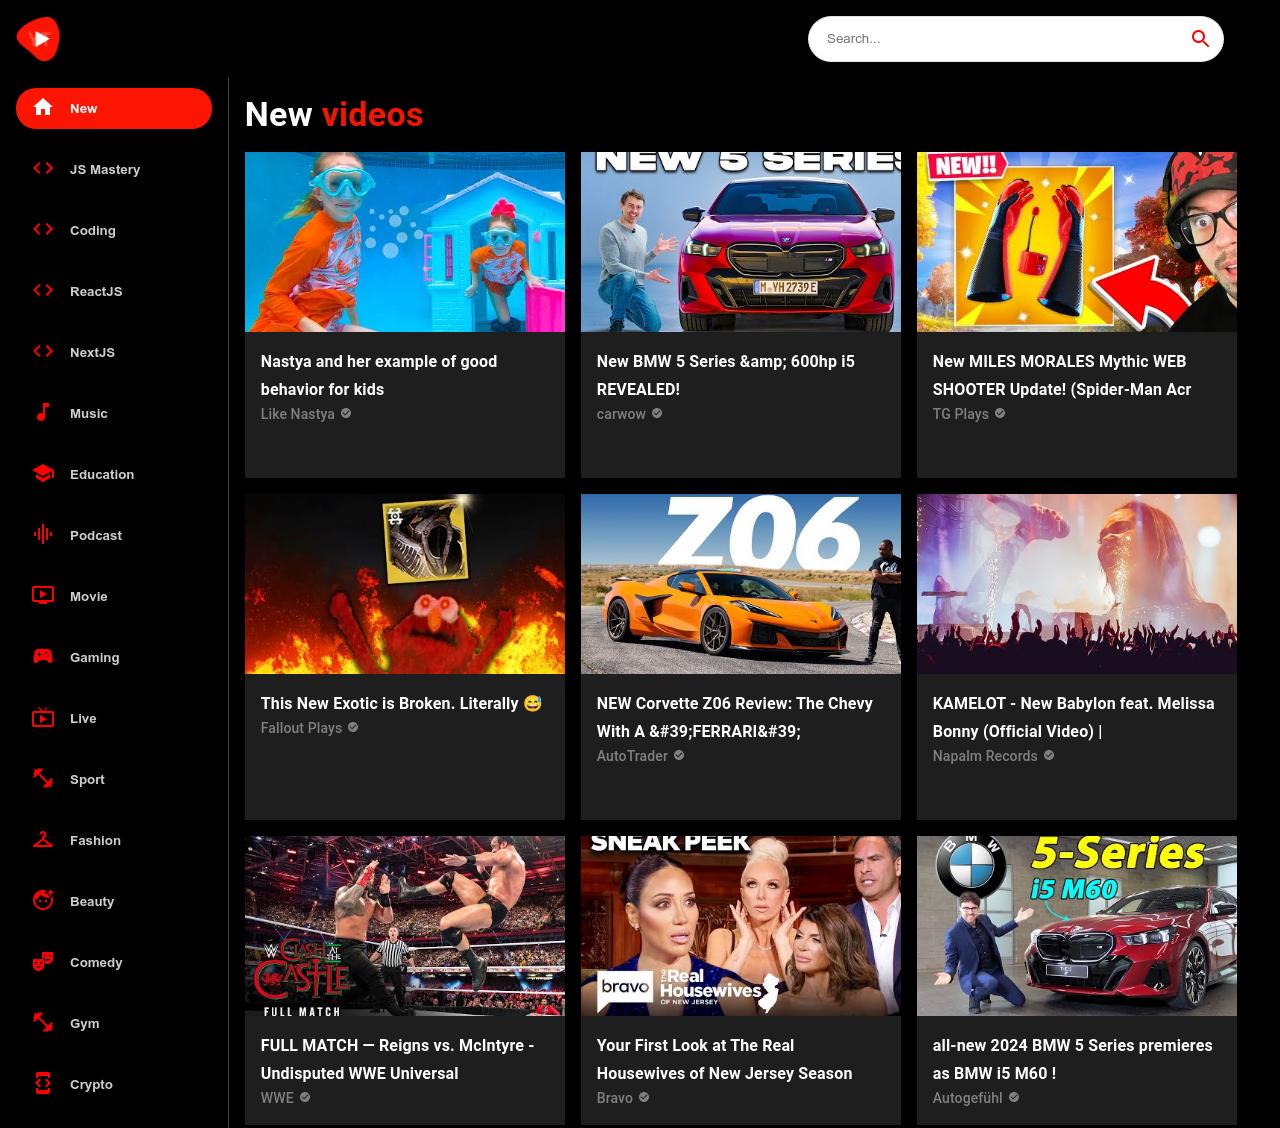 Search...
New
JS Mastery
Coding
ReactJS
NextJS
Music
Education
Podcast
Movie
Gaming
Live
Sport
Fashion
Beauty
Comedy
Gym
Crypto
New videos
NEW 5 SERIES
M YH 2739 E
NEW!!
Nastya and her example of good
behavior for kids
Like Nastya
New BMW 5 Series &amp; 600hp i5
REVEALED!
carwow
New MILES MORALES Mythic WEB
SHOOTER Update! (Spider-Man Acr
TG Plays
Z06
This New Exotic is Broken. Literally 😅
Fallout Plays
NEW Corvette Z06 Review: The Chevy
With A &#39;FERRARI&#39;
AutoTrader
KAMELOT - New Babylon feat. Melissa
Bonny (Official Video) |
Napalm Records
W
CLASH
AT THE
CASTLE
FULL MATCH
SNEAK PEEK
bravo
THE Real
Housewives
OF NEW JERSEY
BMW
5-Series
i5 M60
FULL MATCH — Reigns vs. McIntyre -
Undisputed WWE Universal
WWE
Your First Look at The Real
Housewives of New Jersey Season
Bravo
all-new 2024 BMW 5 Series premieres
as BMW i5 M60 !
Autogefühl